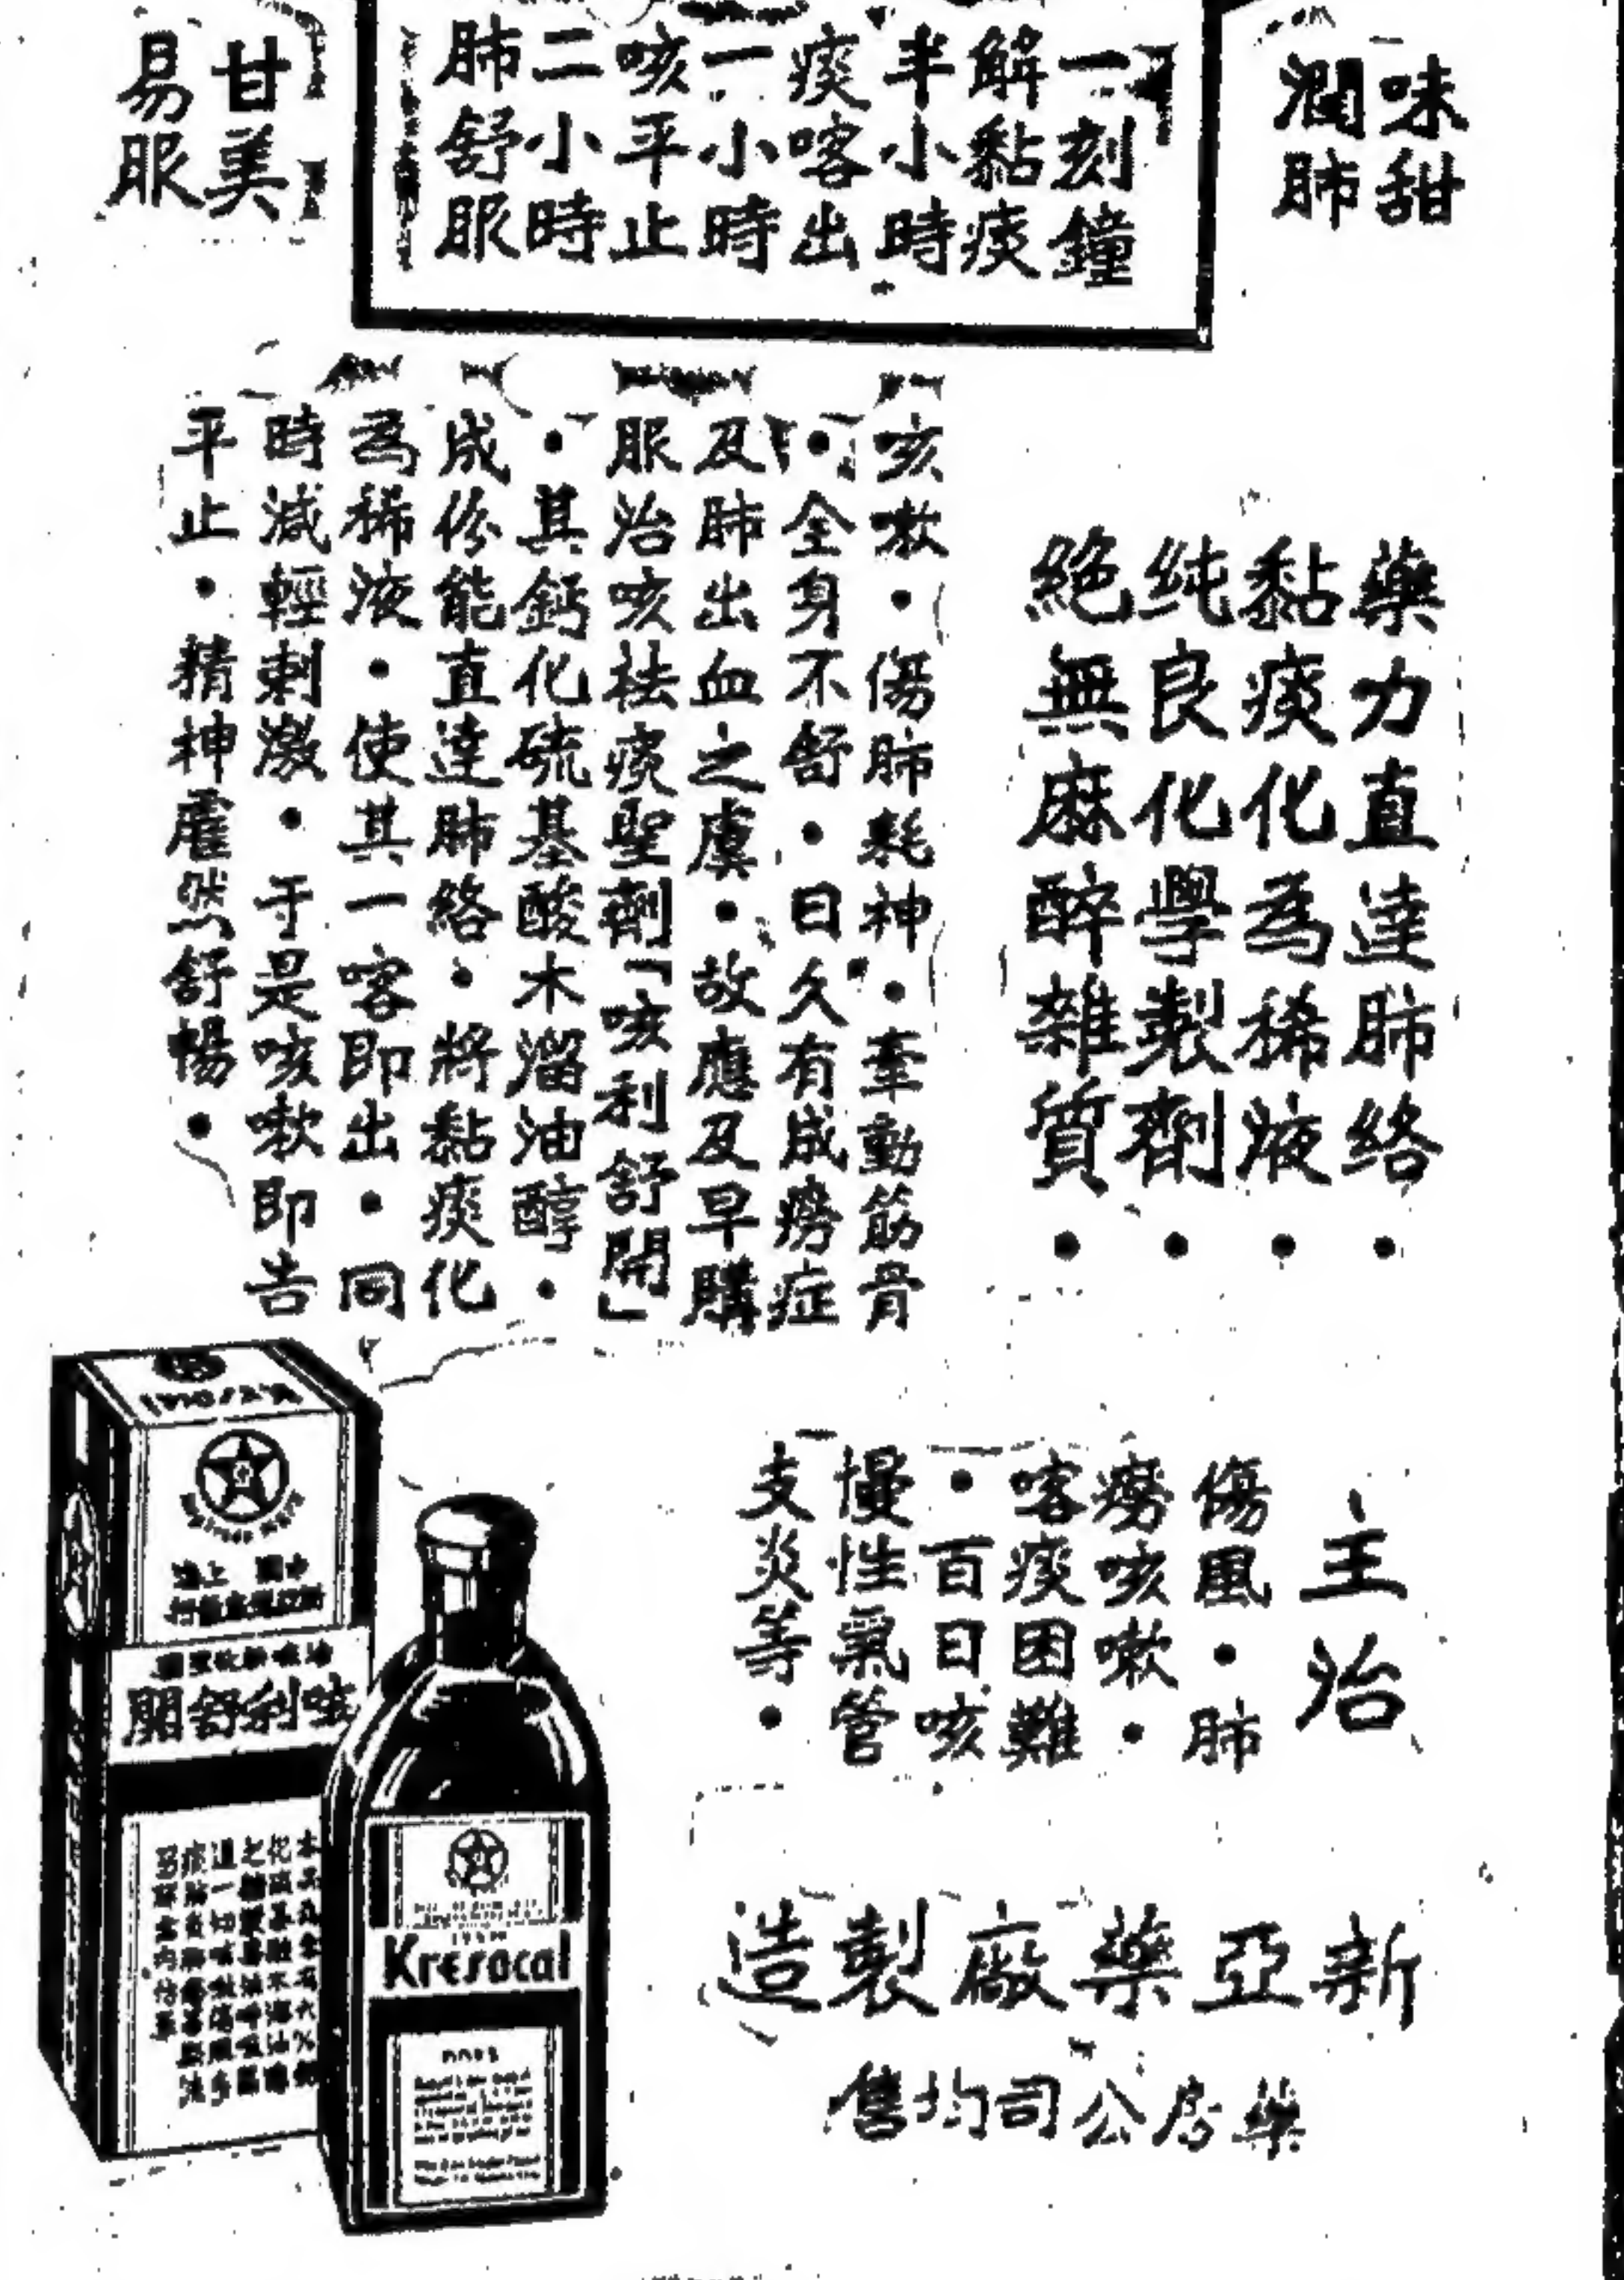 味甜
潤肺
一刻鐘
解黏痰
半小時
痰喀出
一小時
咳平止
二小時
肺舒服
甘美
易服
藥力直達肺络・
黏痰化為稀液・
纯良化學製劑・
絕無麻醉雜質・
咳嗽・傷肺耗神・牽動筋骨
・全身不舒・日久有成癆症
及肺出血之虞・故應及早購
服治咳祛痰聖劑「咳利舒開」
・其鈣化硫基酸木溜油醇・
成份能直達肺絡・將黏痰化
為稀液・使其一喀即出・同
時減輕刺激・于是咳嗽即告
平止・精神靃然舒暢・
主治
傷風・肺
癆咳嗽・
喀痰困難
・百日咳
慢性氣管
支炎等・
新亞藥廠製造
藥房公司均售
咳利舒開
Kresocal